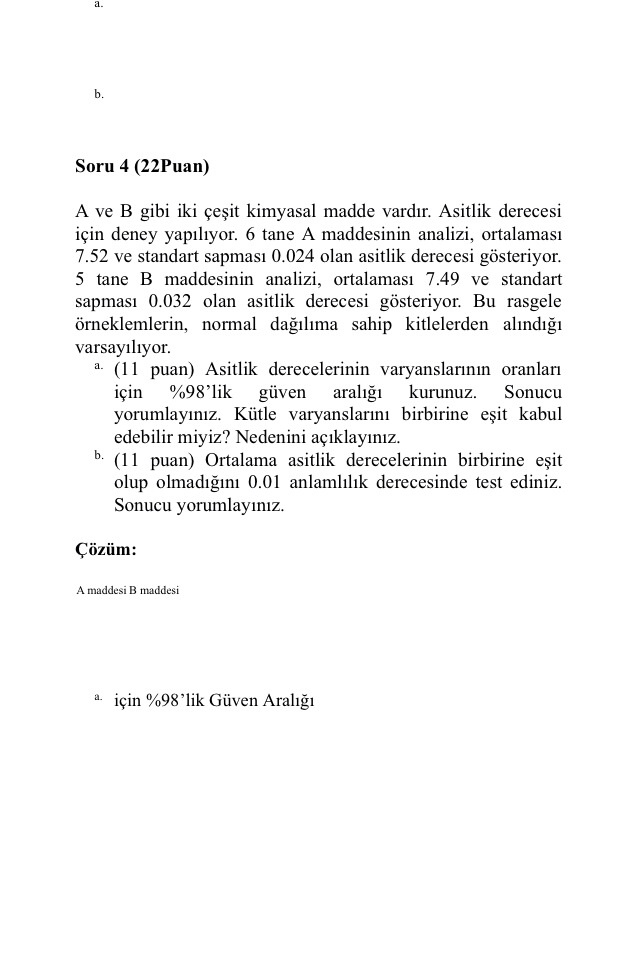 a.
b.
Soru 4 (22Puan)
A ve B gibi iki çeşit kimyasal madde vardır. Asitlik derecesi
için deney yapılıyor. 6 tane A maddesinin analizi, ortalaması
7.52 ve standart sapması 0.024 olan asitlik derecesi gösteriyor.
5 tane B maddesinin analizi, ortalaması 7.49 ve standart
sapması 0.032 olan asitlik derecesi gösteriyor. Bu rasgele
örneklemlerin, normal dağılıma sahip kitlelerden alındığı
varsayılıyor.
a. (11 puan) Asitlik derecelerinin varyanslarının oranları
için %98’lik güven aralığı kurunuz. Sonucu
yorumlayınız. Kütle varyanslarını birbirine eşit kabul
edebilir miyiz? Nedenini açıklayınız.
b. (11 puan) Ortalama asitlik derecelerinin birbirine eşit
olup olmadığını 0.01 anlamlılık derecesinde test ediniz.
Sonucu yorumlayınız.
Çözüm:
A maddesi B maddesi
a. için %98’lik Güven Aralığı